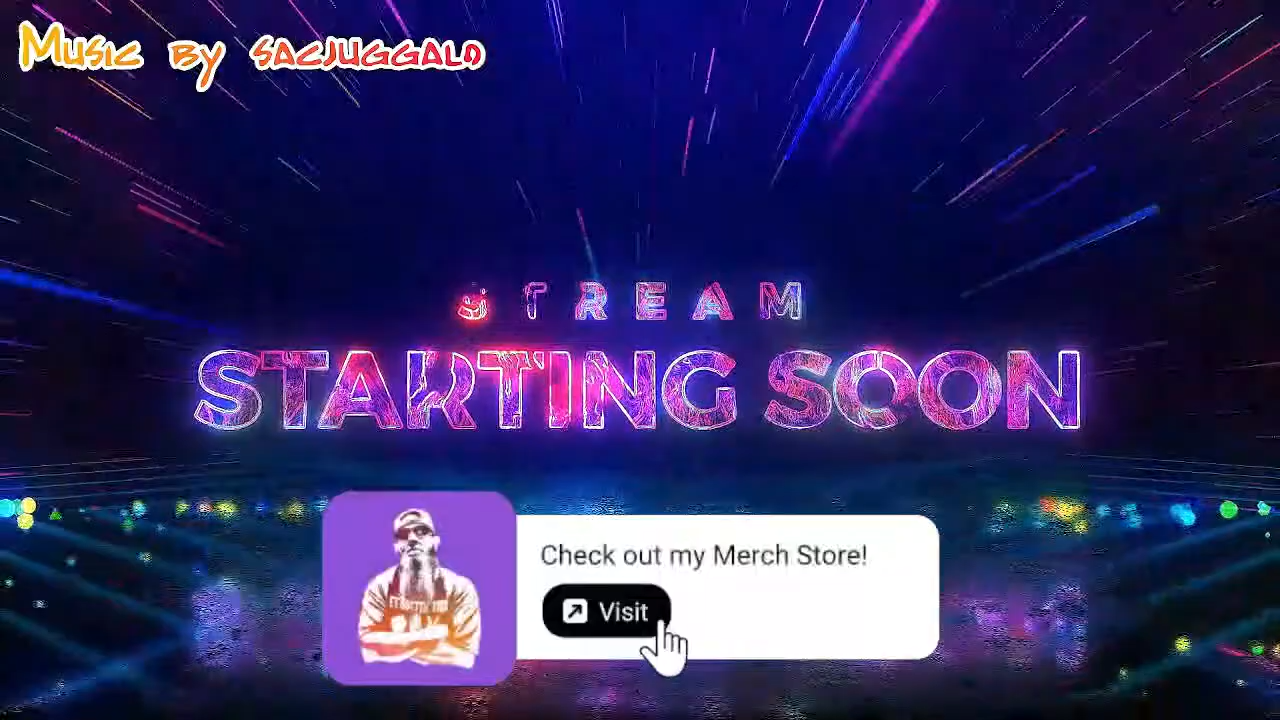 Music by sacjuggalo
STREAM
STARTING SOON
Check out my Merch Store!
Visit